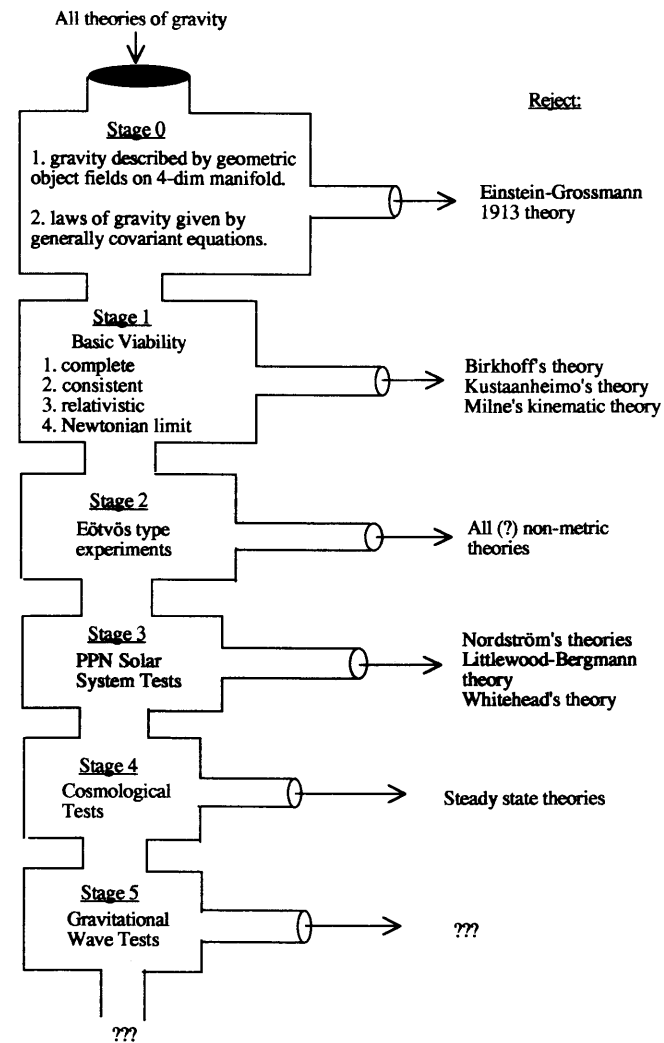 All theories of gravity
Reject:
Stage 0
1. gravity described by geometric
object fields on 4-dim manifold.
2. laws of gravity given by
generally covariant equations.
Einstein-Grossmann
1913 theory
Stage 1
Basic Viability
1. complete
2. consistent
3. relativistic
4. Newtonian limit
Birkhoff's theory
Kustaanheimo's theory
Milne's kinematic theory
Stage 2
Eötvös type
experiments
All (?) non-metric
theories
Stage 3
PPN Solar
System Tests
Nordström's theories
Littlewood-Bergmann
theory
Whitehead's theory
Stage 4
Cosmological
Tests
Steady state theories
Stage 5
Gravitational
Wave Tests
???
???